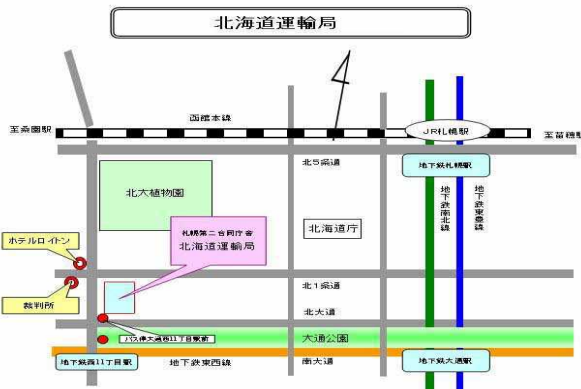 北海道運輸局
函館本線
至桑園駅
JR札幌駅
至苗穂駅
北5条通
地下鉄札幌駅
北大植物園
地下鉄南北線
地下鉄東豊線
札幌第二合同庁舎
北海道運輸局
北海道庁
ホテルロイトン
北1条通
裁判所
北大通
バス停大通西11丁目駅前
大通公園
地下鉄西11丁目駅
地下鉄東西線
南大通
地下鉄大通駅